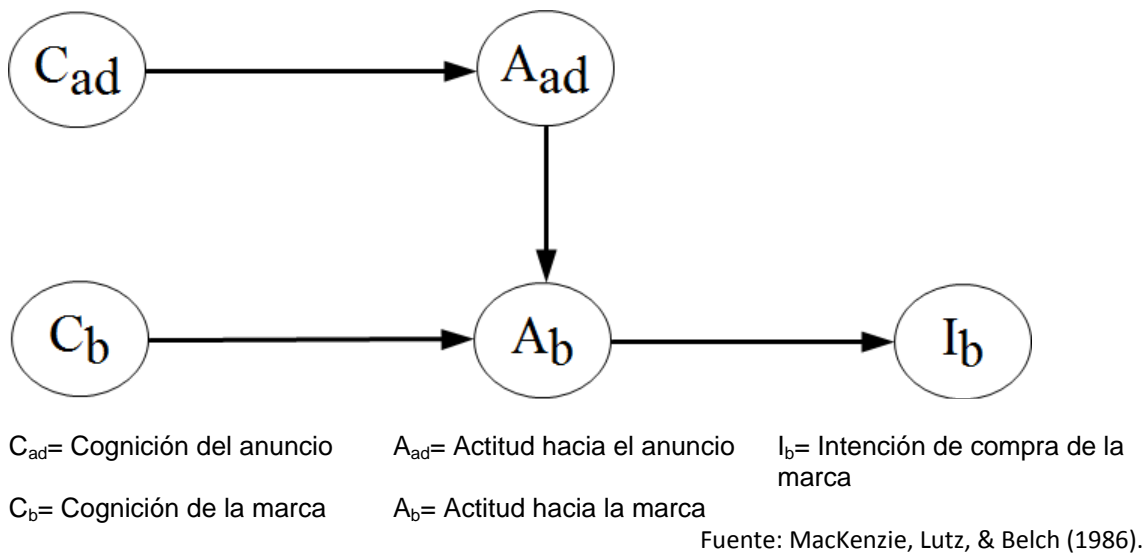 Cad
Aad
Cb
Ab
Ib
Cad= Cognición del anuncio
Aad= Actitud hacia el anuncio
Ib= Intención de compra de la
marca
Cb= Cognición de la marca
Ab= Actitud hacia la marca
Fuente: MacKenzie, Lutz, & Belch (1986).